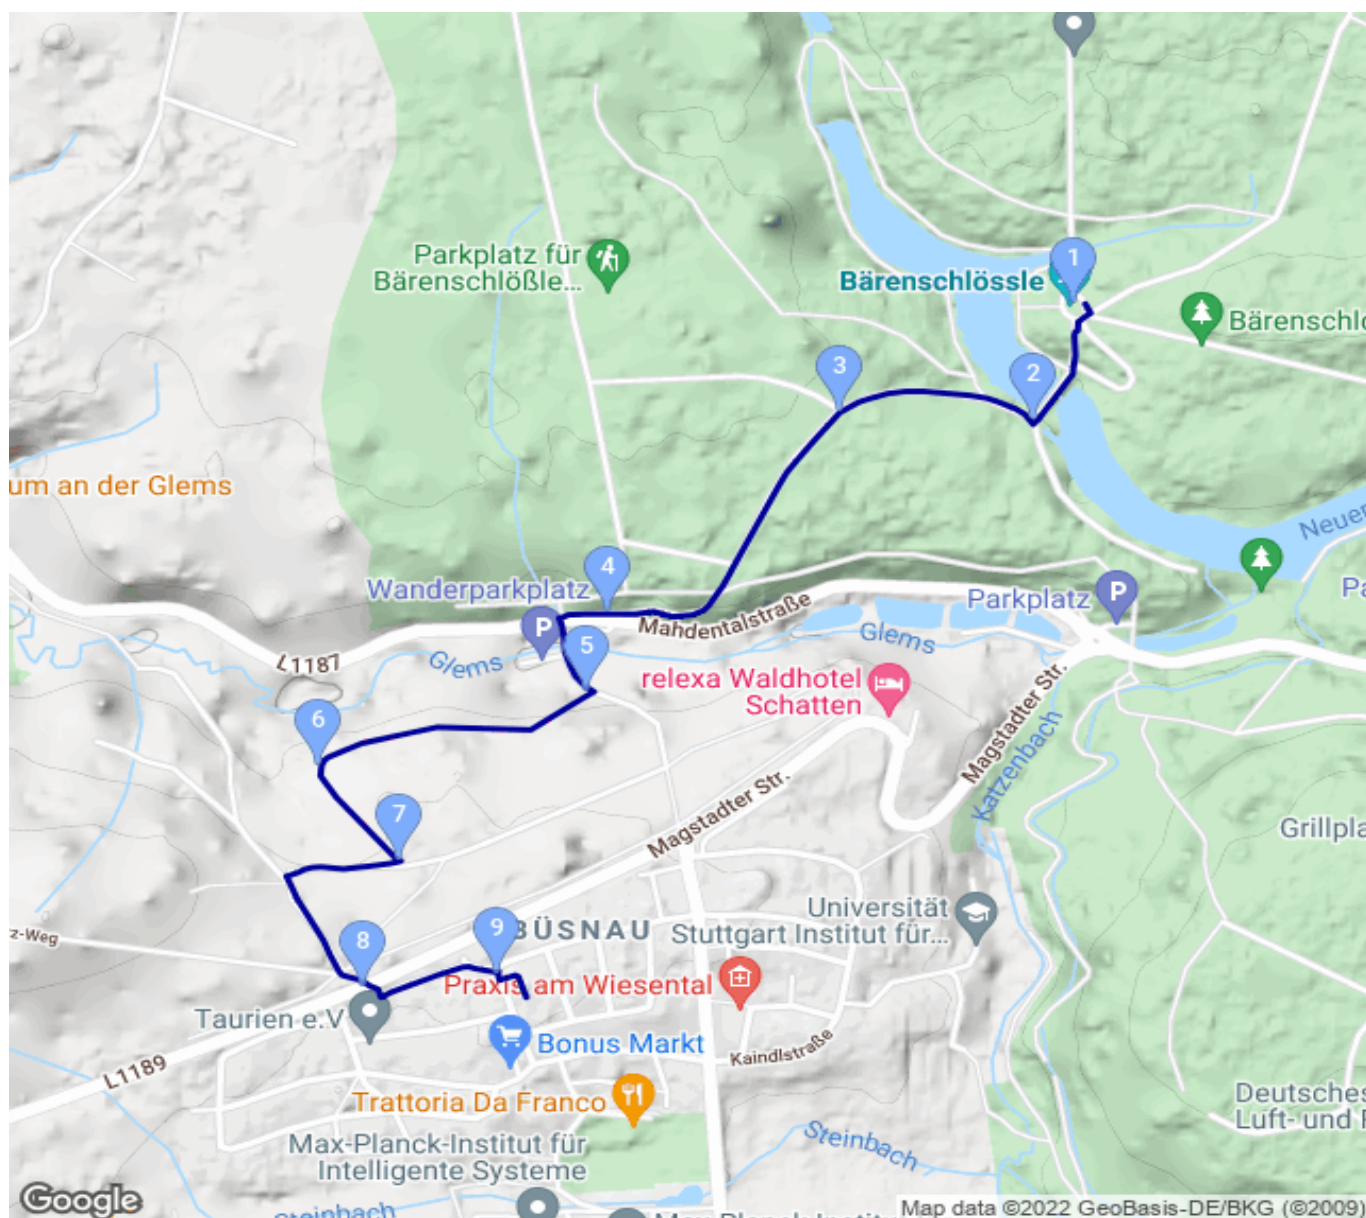 1
Parkplatz für
Bärenschlößle...
Bärenschlössle
Bärenschlo
3
2
um an der Glems
Neuer
4
Wanderparkplatz
P
Mahdentalstraße
Parkplatz
P
Pa
L1187
Glems
5
Glems
relexa Waldhotel
Schatten
Magstadter Str.
Katzenbach
6
7
Magstadter Str.
Grillpla
z-Weg
8
9
BÜSNAU
Universität
Stuttgart Institut für...
Praxis am Wiesental
Taurien e.V
Bonus Markt
Kaindlstraße
L1189
Trattoria Da Franco
Deutsches
Luft- und R
Max-Planck-Institut für
Intelligente Systeme
Steinbach
Google
Steinbach
Map data ©2022 GeoBasis-DE/BKG (©2009)